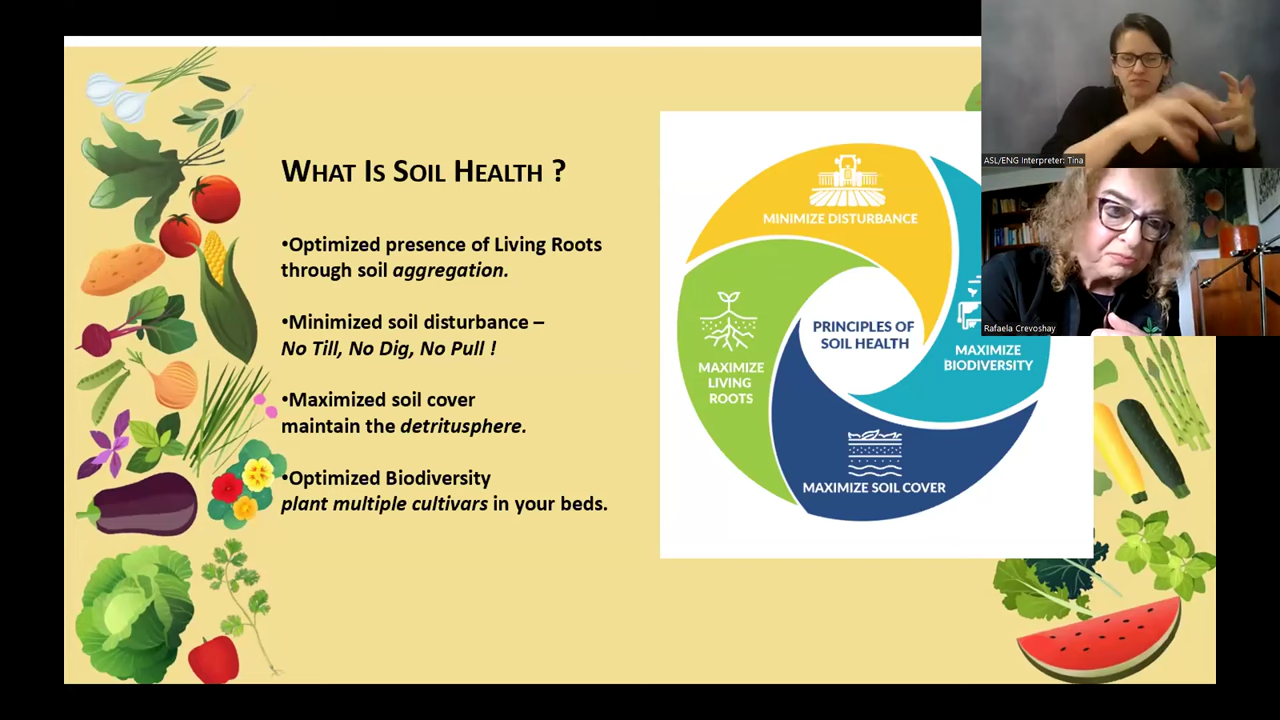 WHAT IS SOIL HEALTH ?
•Optimized presence of Living Roots
through soil aggregation.
•Minimized soil disturbance –
No Till, No Dig, No Pull !
•Maximized soil cover
maintain the detritusphere.
•Optimized Biodiversity
plant multiple cultivars in your beds.
MINIMIZE DISTURBANCE
PRINCIPLES OF
SOIL HEALTH
MAXIMIZE
BIODIVERSITY
MAXIMIZE
LIVING
ROOTS
MAXIMIZE SOIL COVER
ASL/ENG Interpreter: Tina
Rafaela Crevoshay